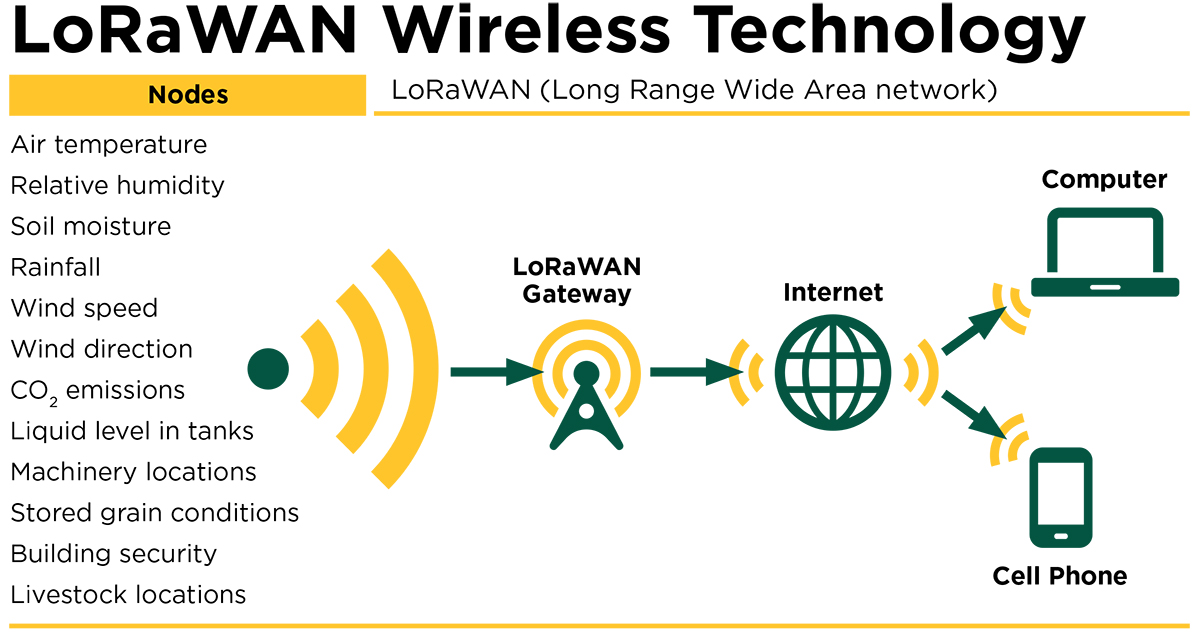 LoRaWAN Wireless Technology
Nodes
LoRaWAN (Long Range Wide Area network)
Air temperature
Relative humidity
Soil moisture
Rainfall
Wind speed
Wind direction
CO₂ emissions
Liquid level in tanks
Machinery locations
Stored grain conditions
Building security
Livestock locations
LoRaWAN
Gateway
Internet
Computer
Cell Phone